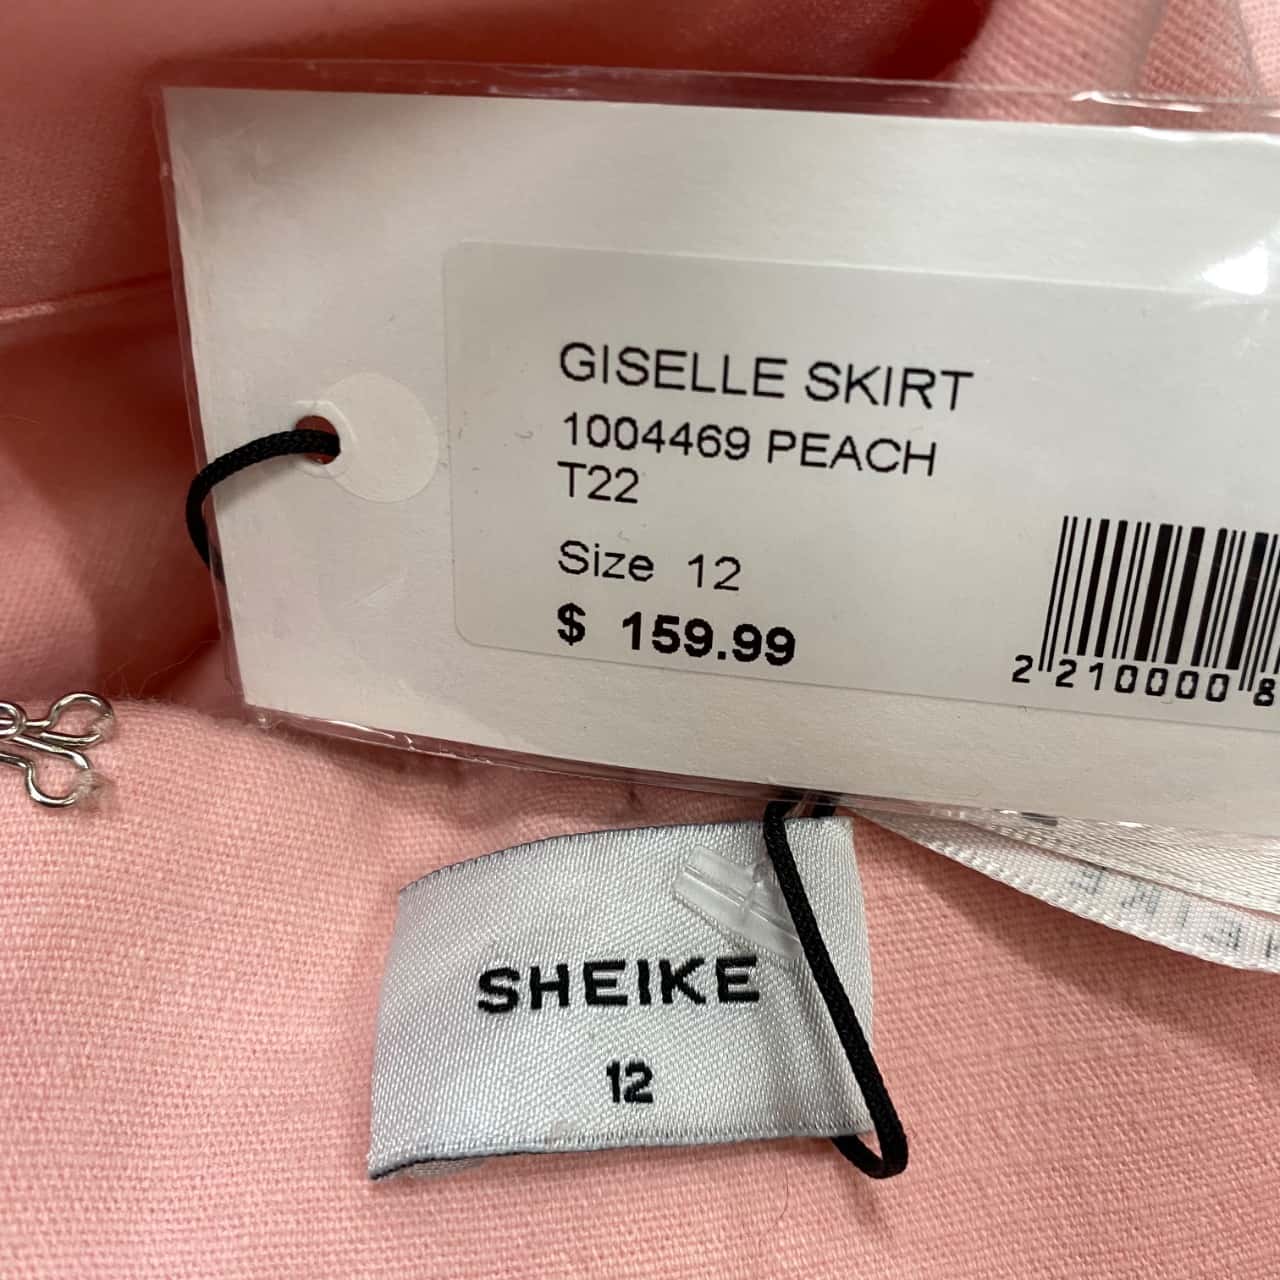 GISELLE SKIRT
1004469 PEACH
T22
Size 12
$ 159.99
2 210000 8
SHEIKE
12